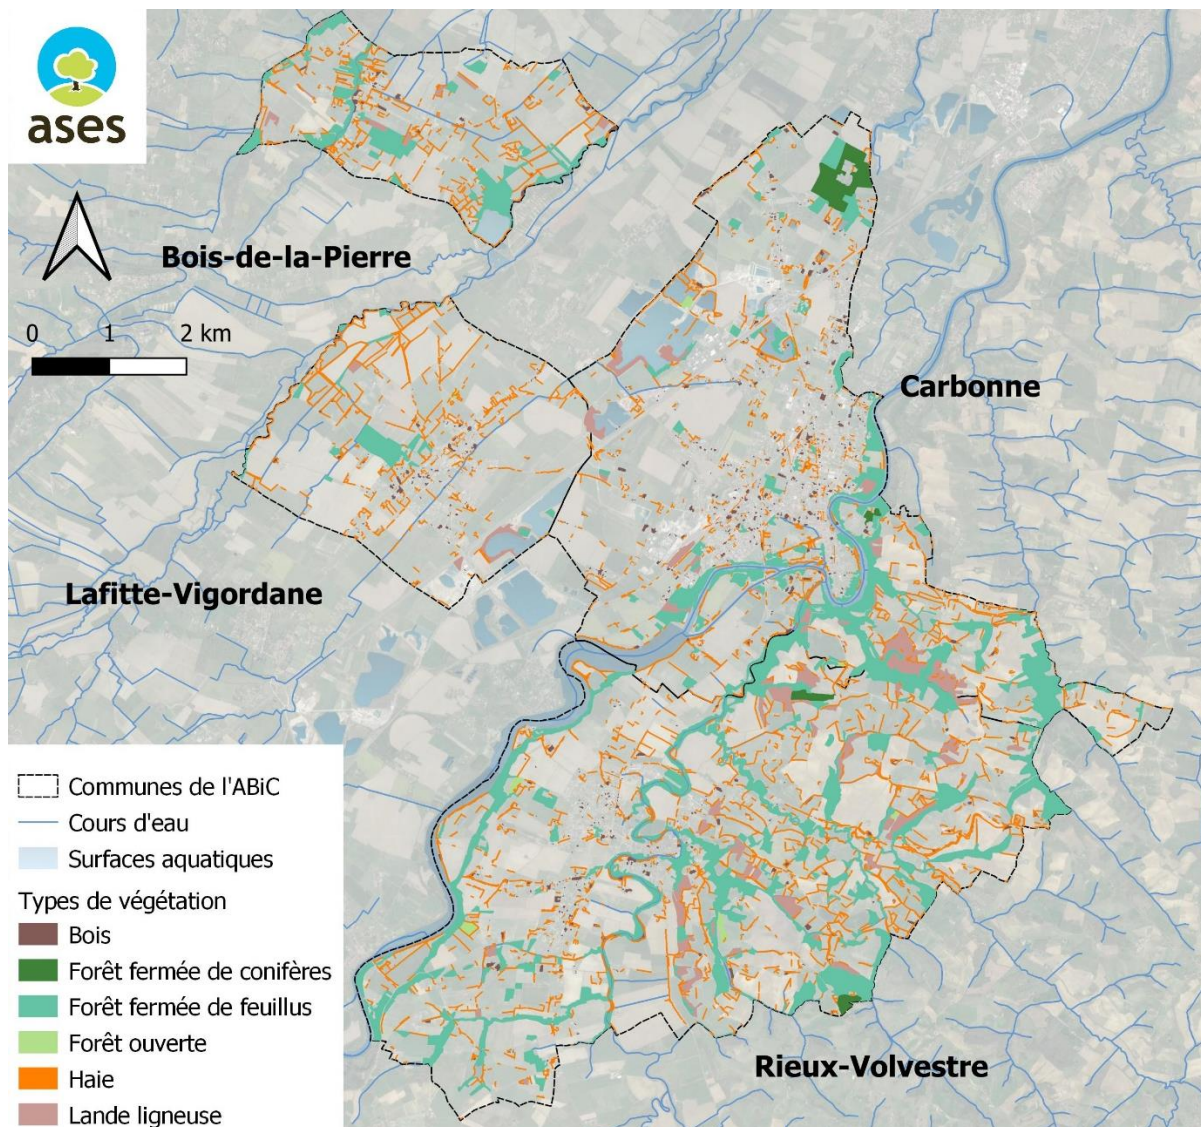 ases
Bois-de-la-Pierre
0 1 2 km
Carbonne
Lafitte-Vigordane
Communes de l'ABiC
Cours d'eau
Surfaces aquatiques
Types de végétation
Bois
Forêt fermée de conifères
Forêt fermée de feuillus
Forêt ouverte
Haie
Lande ligneuse
Rieux-Volvestre